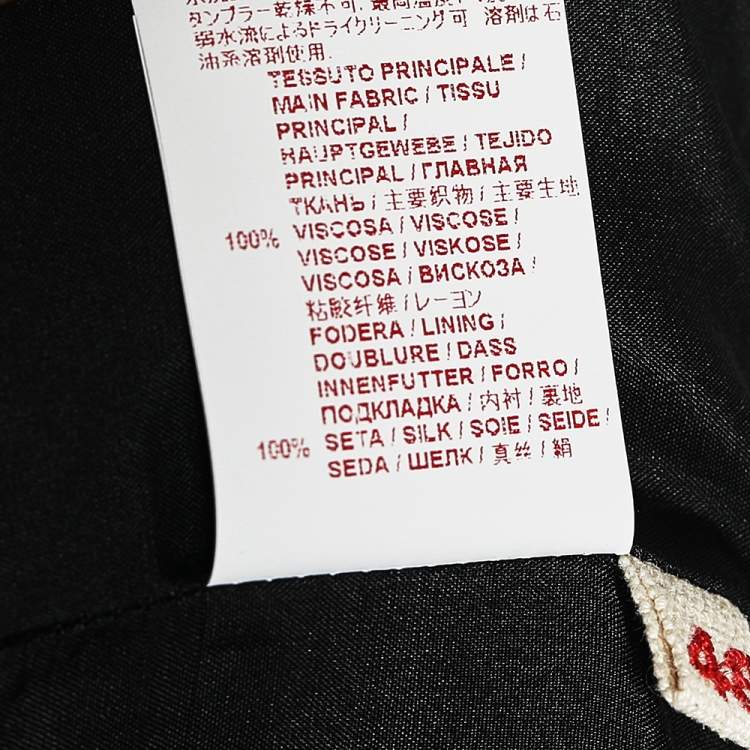 タンブラー乾燥不可. 最高温度
弱水流によるドライクリーニング可 溶剤は石
油系溶剤使用.
TESSUTO PRINCIPALE /
MAIN FABRIC / TISSU
PRINCIPAL /
HAUPTGEWEBE / TEJIDO
PRINCIPAL / ГЛАВНАЯ
ТКАНЬ / 主要织物 / 主要生地
100% VISCOSA / VISCOSE /
VISCOSE / VISKOSE /
VISCOSA / ВИСКОЗА /
粘胶纤维 / レーヨン
FODERA / LINING /
DOUBLURE / DASS
INNENFUTTER / FORRO /
ПОДКЛАДКА / 内衬 / 裏地
100% SETA / SILK / SOIE / SEIDE /
SEDA / ШЕЛК / 真丝 / 絹